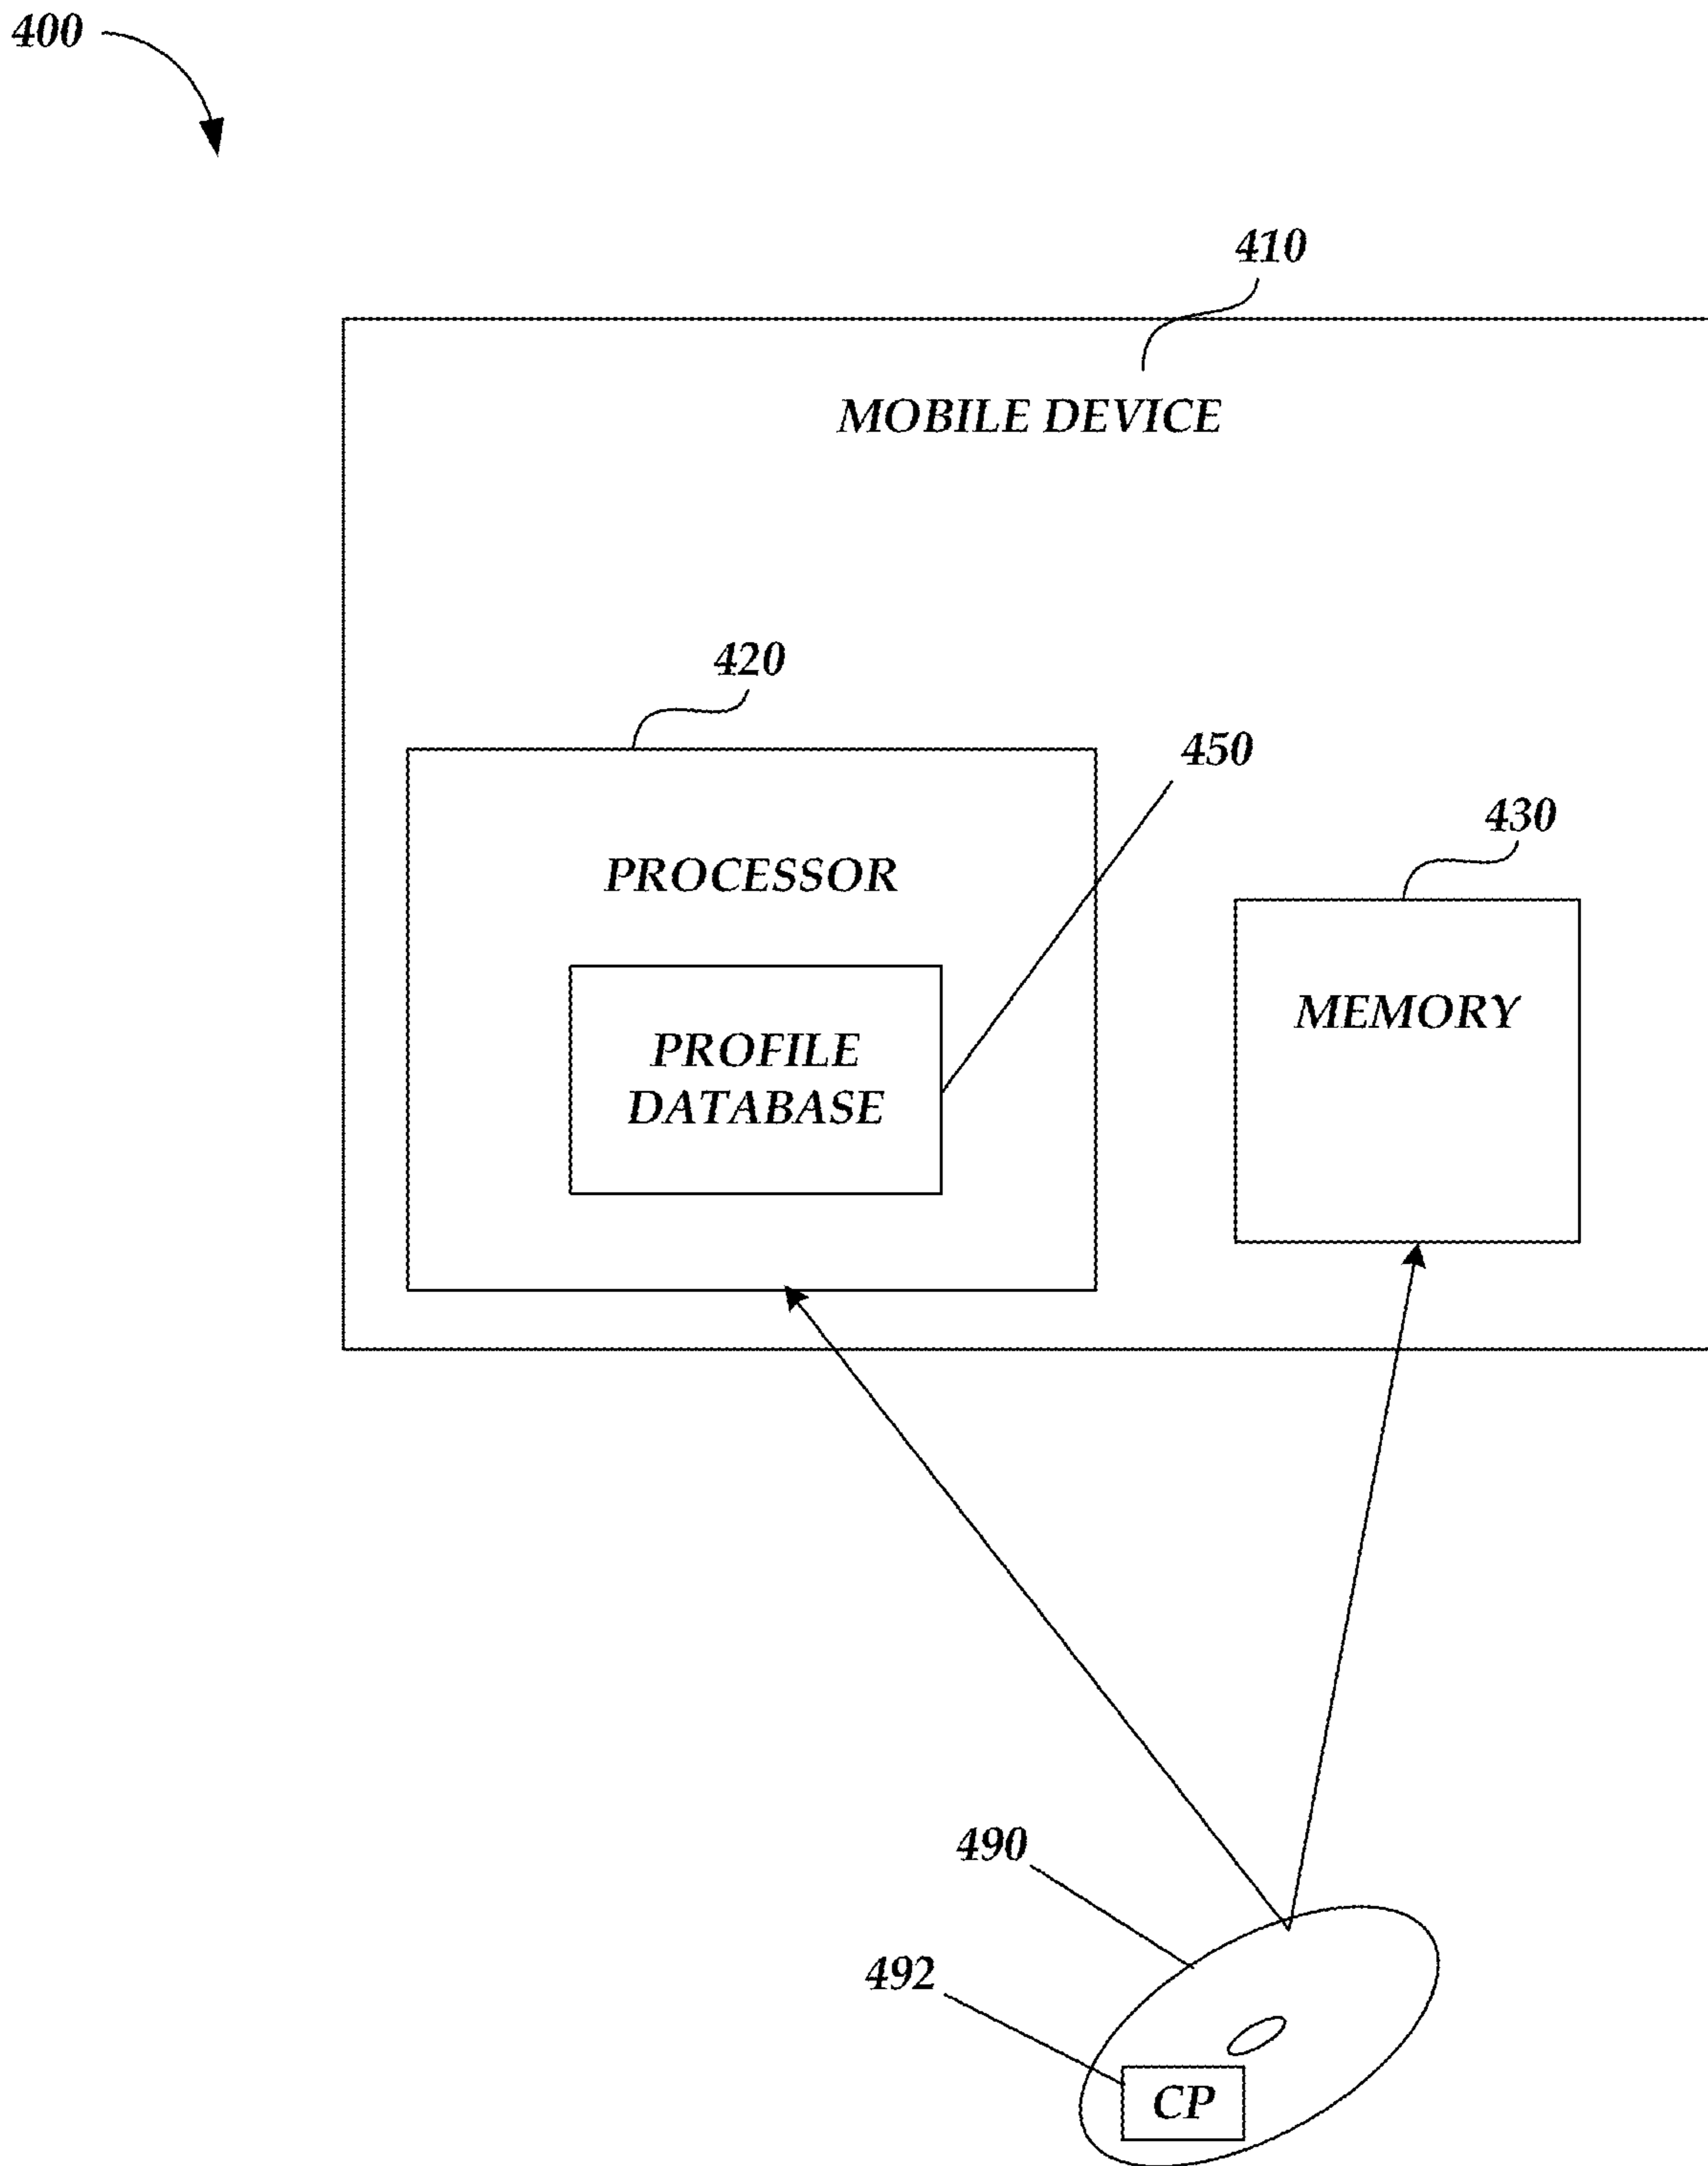 400
410
MOBILE DEVICE
420
450
430
PROCESSOR
MEMORY
PROFILE
DATABASE
490
492
CP